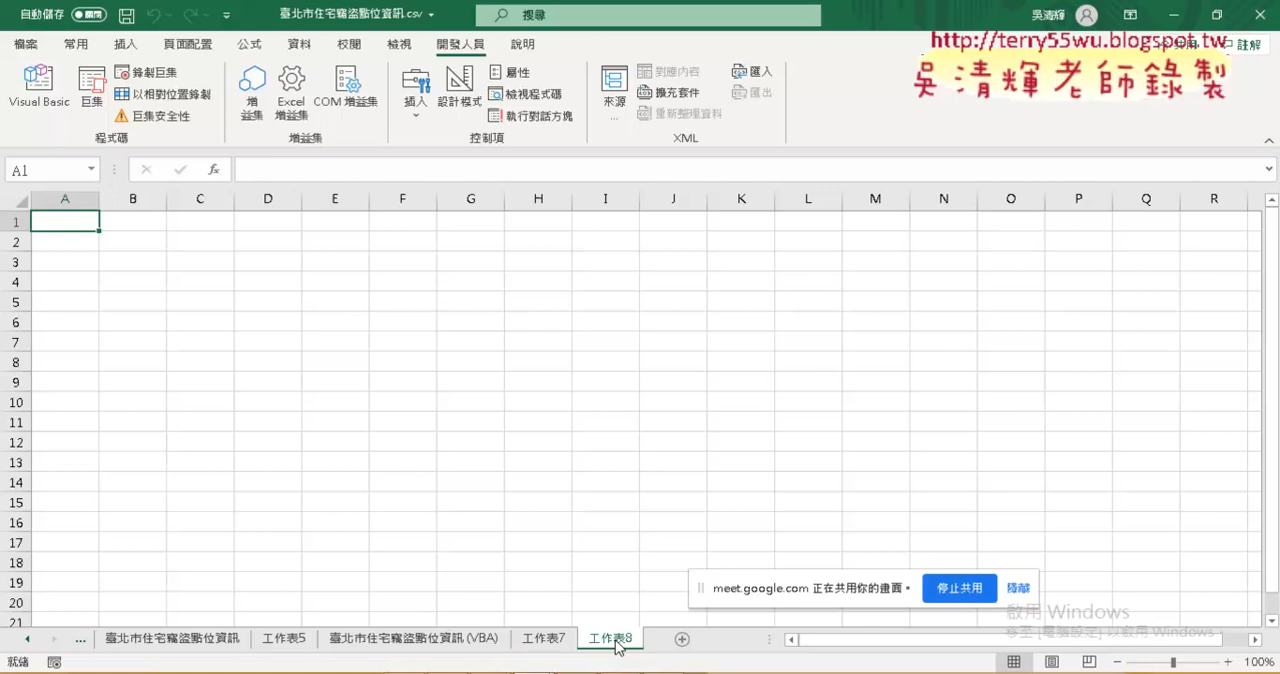 自動儲存
臺北市住宅竊盜點位資訊.csv
搜尋
吳清輝
檔案 常用 插入 頁面配置 公式 資料 校閱 檢視 開發人員 說明
註解
http://terry55wu.blogspot.tw
吳清輝老師錄製
Visual Basic
巨集
錄製巨集
以相對位置錄製
巨集安全性
程式碼
增益集
Excel 增益集
COM 增益集
增益集
插入
設計模式
屬性
檢視程式碼
執行對話方塊
控制項
來源
...
對應內容
擴充套件
重新整理資料
匯入
匯出
XML
A1
fx
A B C D E F G H I J K L M N O P Q R
1
2
3
4
5
6
7
8
9
10
11
12
13
14
15
16
17
18
19
20
21
meet.google.com 正在共用你的畫面。
停止共用
隱藏
啟用 Windows
移至 [電腦設定] 以啟用 Windows。
... 臺北市住宅竊盜點位資訊 工作表5 臺北市住宅竊盜點位資訊 (VBA) 工作表7 工作表8
就緒
100%